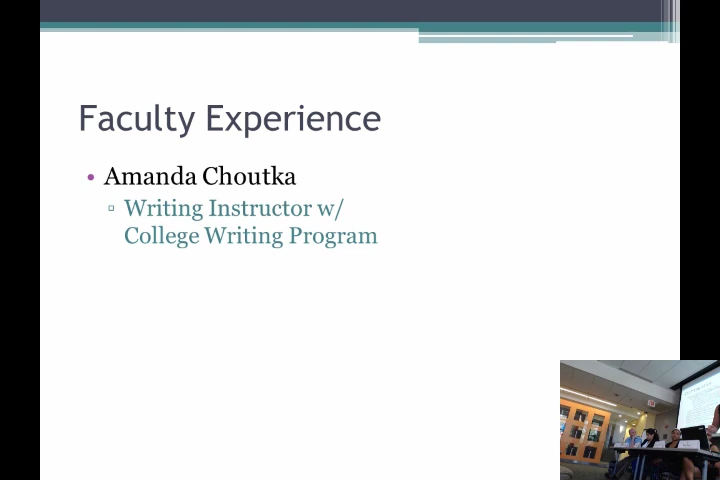 Faculty Experience
• Amanda Choutka
▫ Writing Instructor w/
College Writing Program